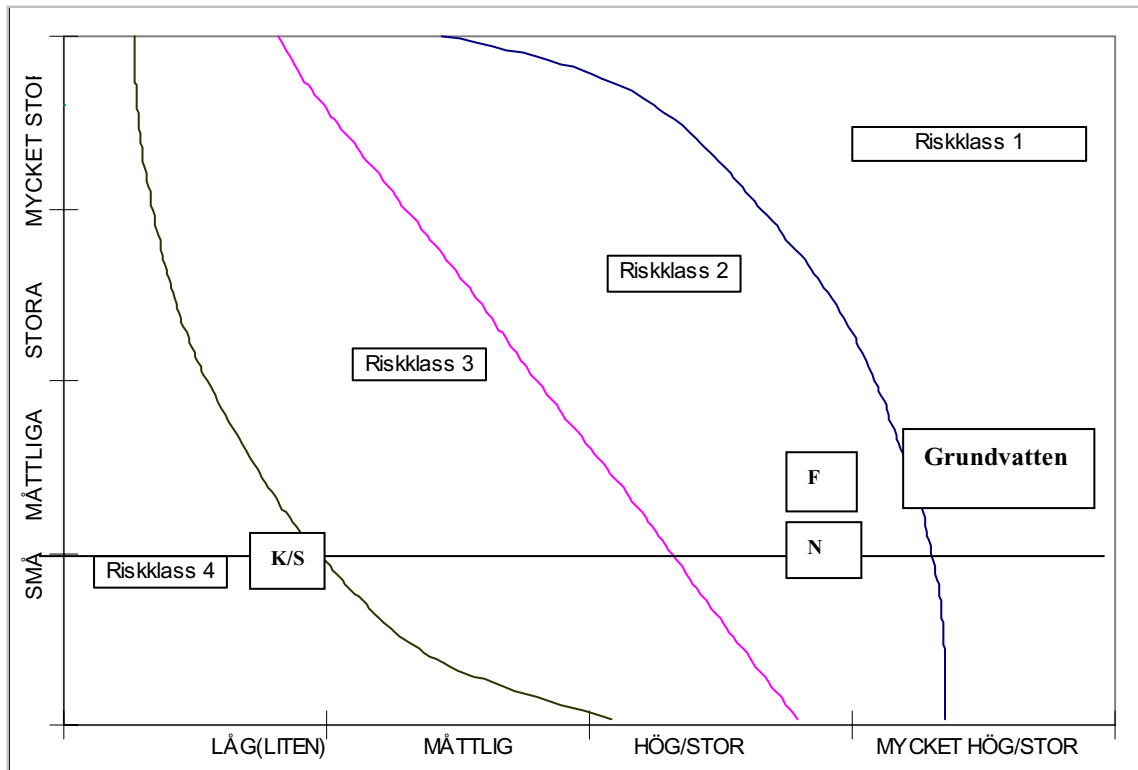 MYCKET STOI
Riskklass 1
Riskklass 2
STORA
Riskklass 3
MÅTTLIGA
Grundvatten
F
N
SMÅ
K/S
Riskklass 4
LÅG(LITEN)
MÅTTLIG
HÖG/STOR
MYCKET HÖG/STOR